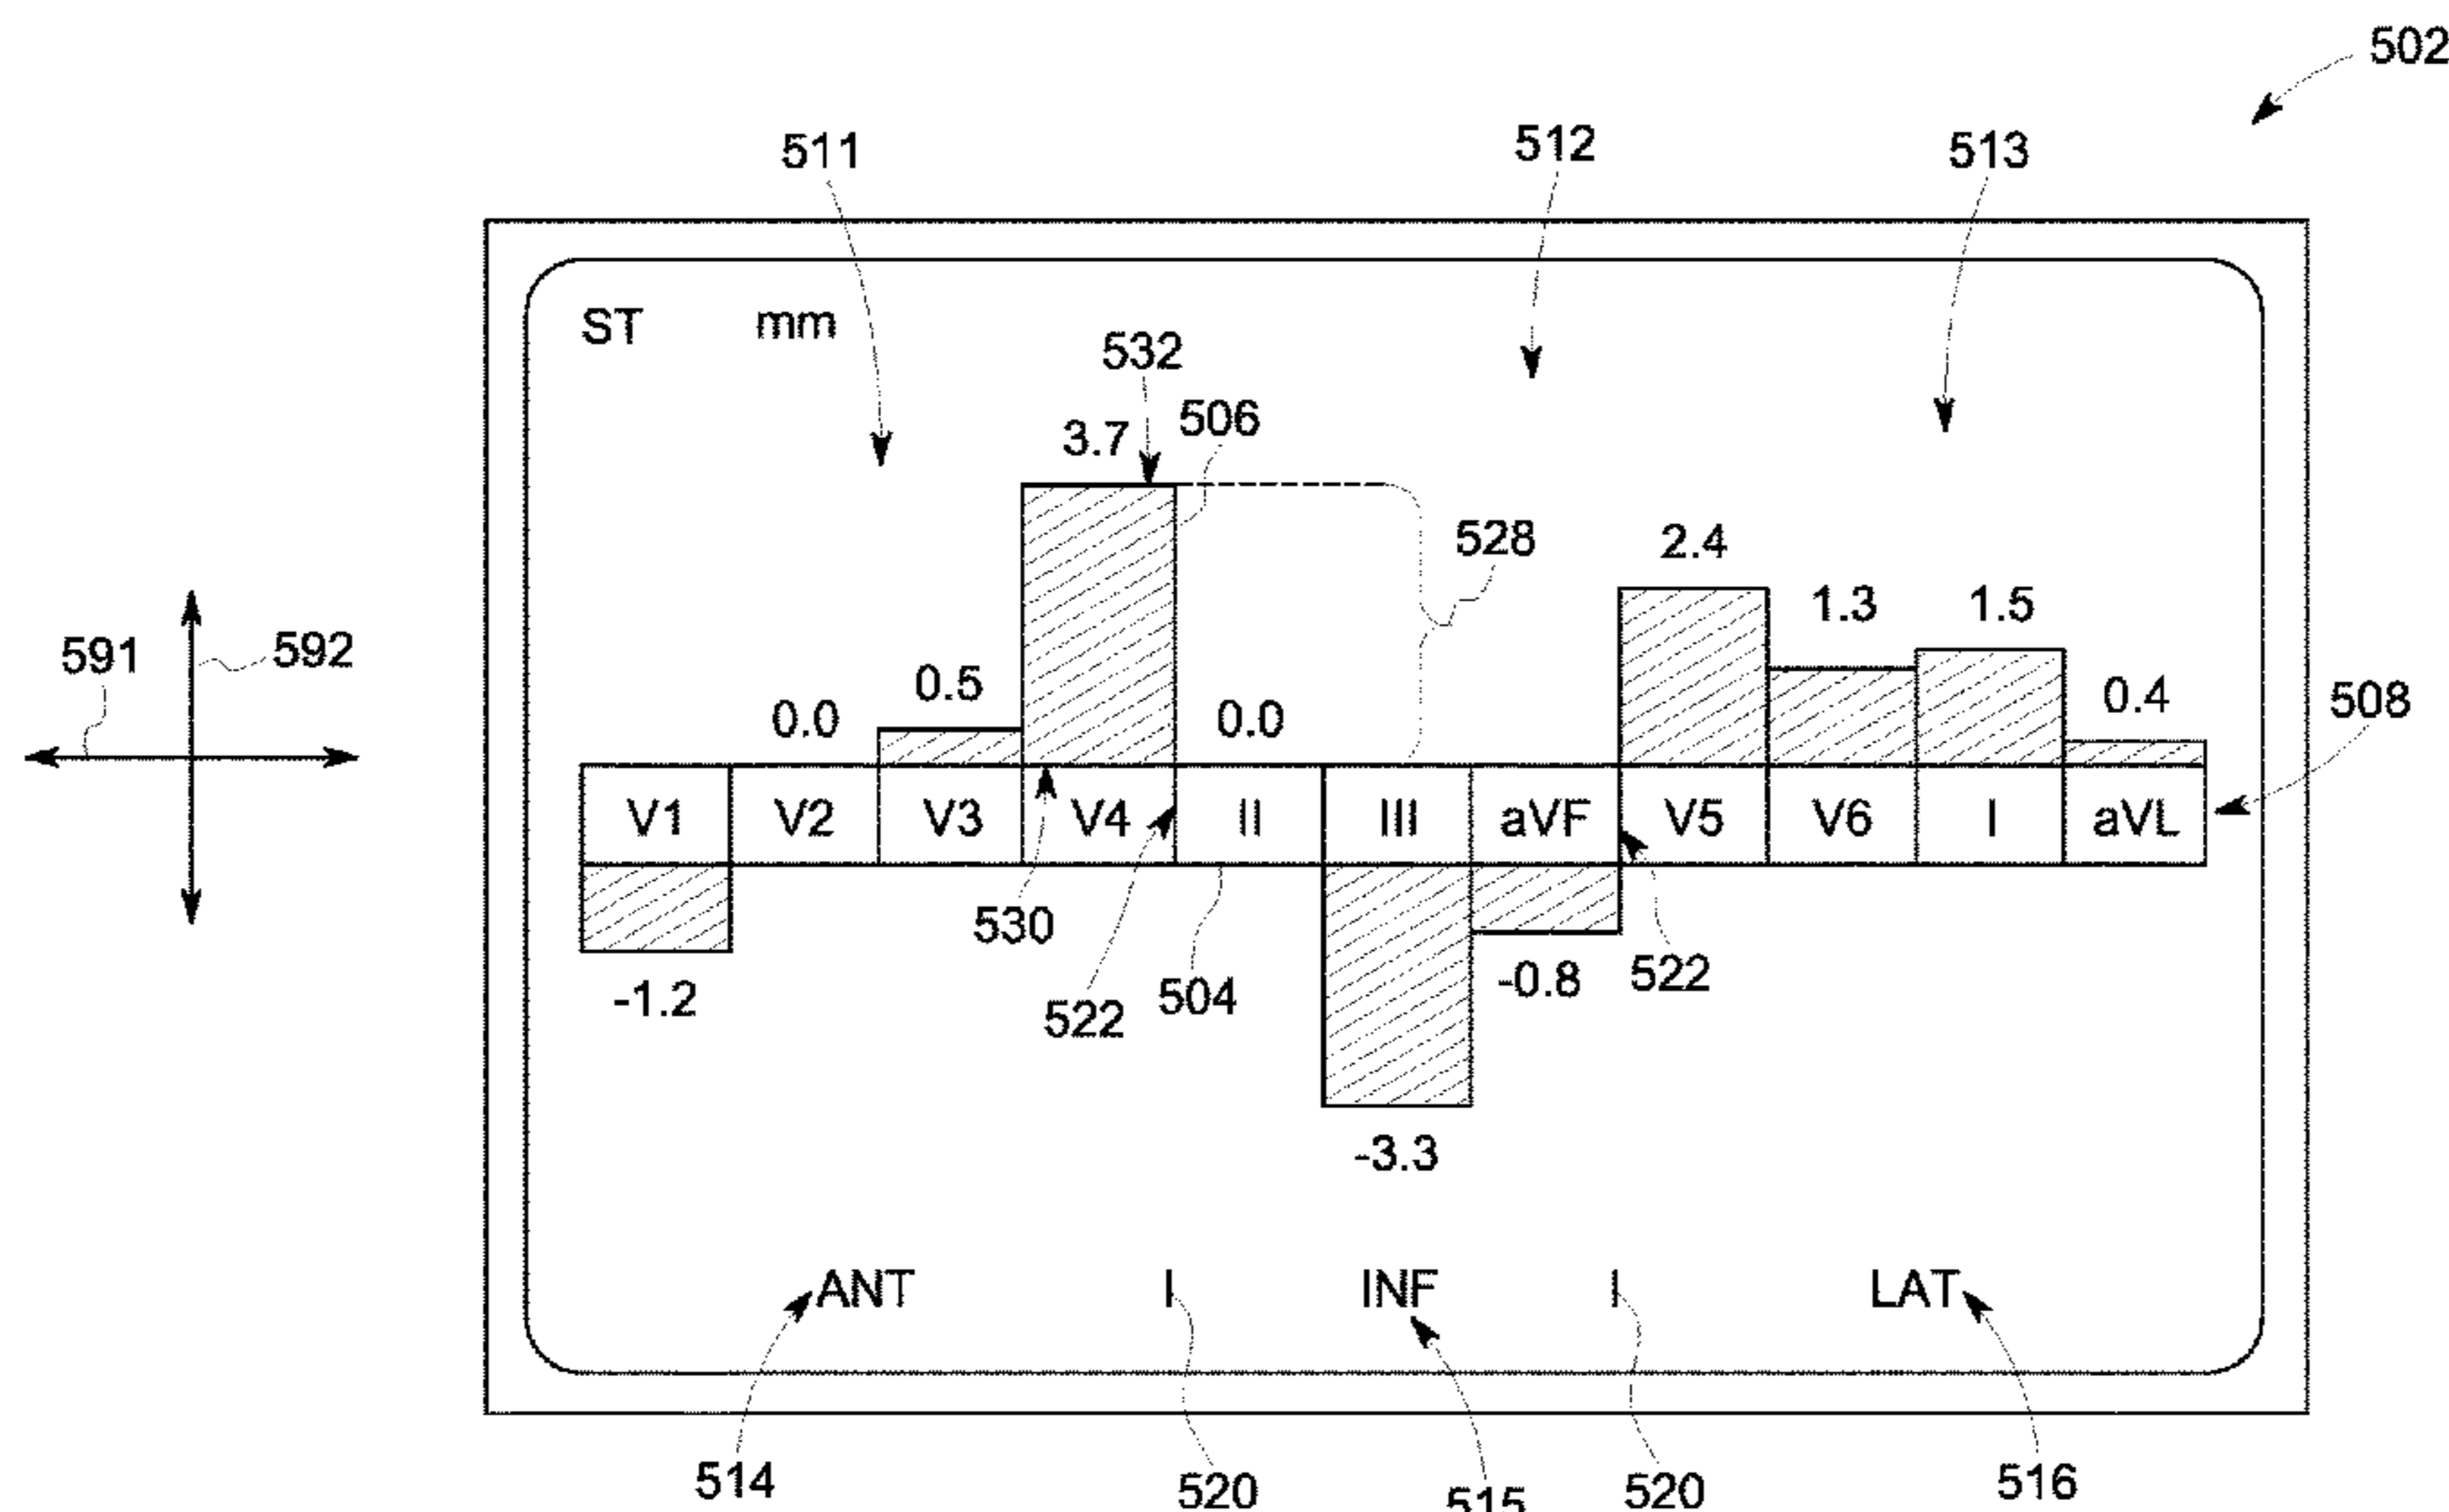 502
511 512 513
ST mm
532
3.7 506
528
2.4
1.3 1.5
591 592
0.0 0.5 0.0 0.4
508
V1 V2 V3 V4 II III aVF V5 V6 I aVL
530
-1.2 522 504 -0.8 522
-3.3
ANT I INF I LAT
514 520 515 520 516